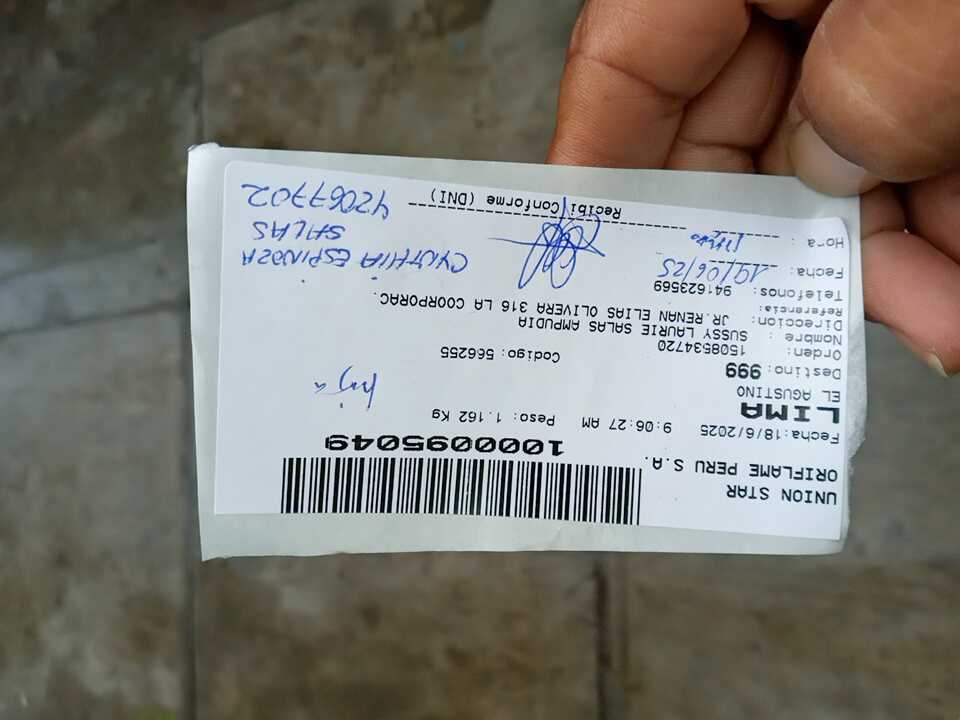 UNION STAR
ORIFLAME PERU S.A.
1000095049
Fecha:18/6/2025 9:06:27 AM Peso: 1.162 Kg
LIMA
EL AGUSTINO
hija
Destino: 999
Orden: 1508534720 Codigo: 566255
Nombre : SUSSY LAURIE SALAS AMPUDIA
Direccion: JR.RENAN ELIAS OLIVERA 316 LA COORPORAC.
Referencia:
Telefonos: 941623569
Fecha: 19/06/25
CYNTHIA ESPINOZA
SALAS
Hora :
42067702
Recibi Conforme (DNI)